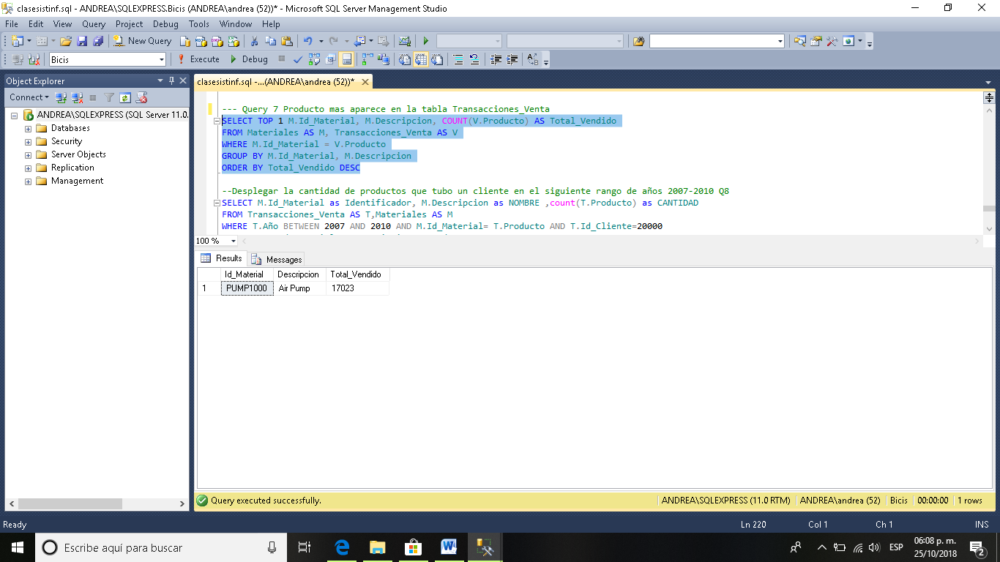 clasesistinf.sql - ANDREA\SQLEXPRESS.Bicis (ANDREA\andrea (52))* - Microsoft SQL Server Management Studio
File Edit View Query Project Debug Tools Window Help
New Query
Bicis Execute Debug
Object Explorer
clasesistinf.sql -...(ANDREA\andrea (52))*
Connect
ANDREA\SQLEXPRESS (SQL Server 11.0.
Databases
Security
Server Objects
Replication
Management
--- Query 7 Producto mas aparece en la tabla Transacciones_Venta
SELECT TOP 1 M.Id_Material, M.Descripcion, COUNT(V.Producto) AS Total_Vendido
FROM Materiales AS M, Transacciones_Venta AS V
WHERE M.Id_Material = V.Producto
GROUP BY M.Id_Material, M.Descripcion
ORDER BY Total_Vendido DESC
--Desplegar la cantidad de productos que tubo un cliente en el siguiente rango de años 2007-2010 Q8
SELECT M.Id_Material as Identificador, M.Descripcion as NOMBRE ,count(T.Producto) as CANTIDAD
FROM Transacciones_Venta AS T,Materiales AS M
WHERE T.Año BETWEEN 2007 AND 2010 AND M.Id_Material= T.Producto AND T.Id_Cliente=20000
100 %
Results Messages
Id_Material Descripcion Total_Vendido
1 PUMP1000 Air Pump 17023
Query executed successfully. ANDREA\SQLEXPRESS (11.0 RTM) ANDREA\andrea (52) Bicis 00:00:00 1 rows
Ready Ln 220 Col 1 Ch 1 INS
Escribe aquí para buscar
ESP
06:08 p. m.
25/10/2018
2